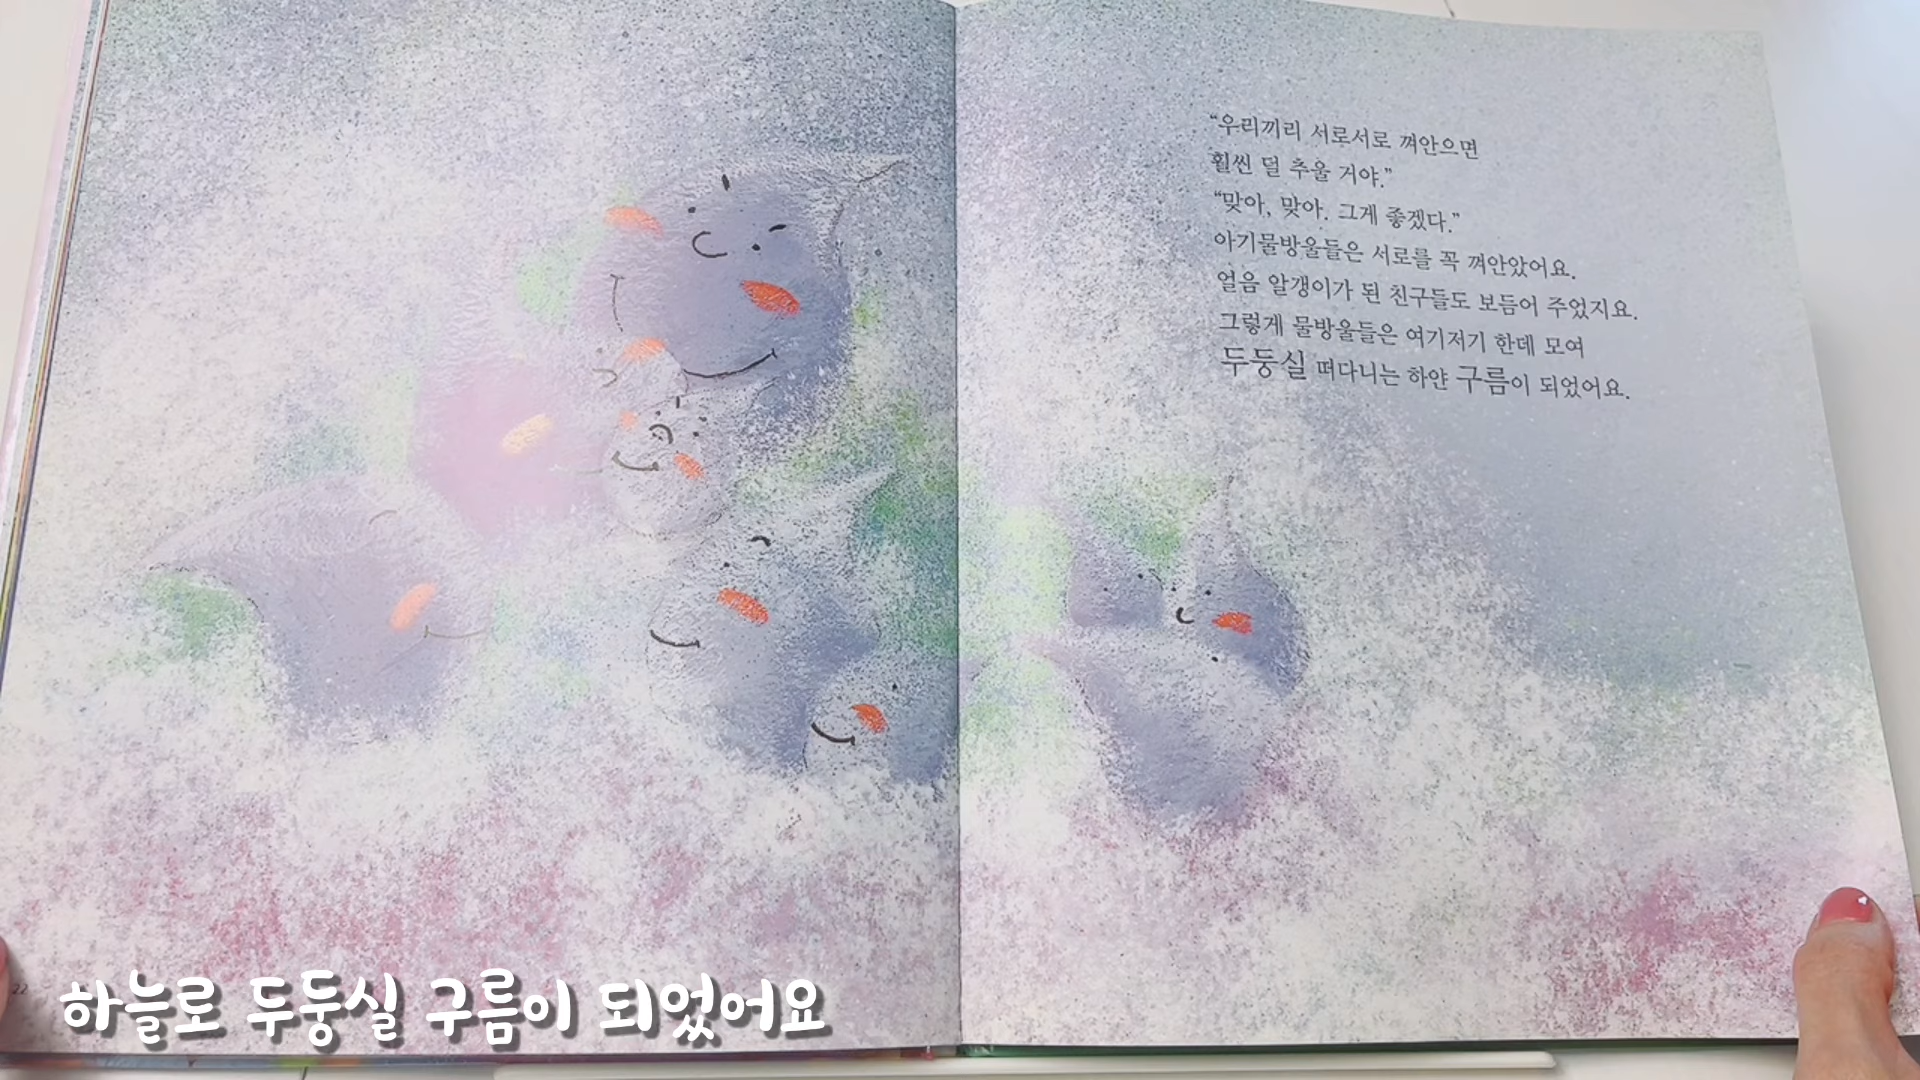 “우리끼리 서로서로 껴안으면
훨씬 덜 추울 거야.”
“맞아, 맞아. 그게 좋겠다.”
아기물방울들은 서로를 꼭 껴안았어요.
얼음 알갱이가 된 친구들도 보듬어 주었지요.
그렇게 물방울들은 여기저기 한데 모여
두둥실 떠다니는 하얀 구름이 되었어요.
22
하늘로 두둥실 구름이 되었어요